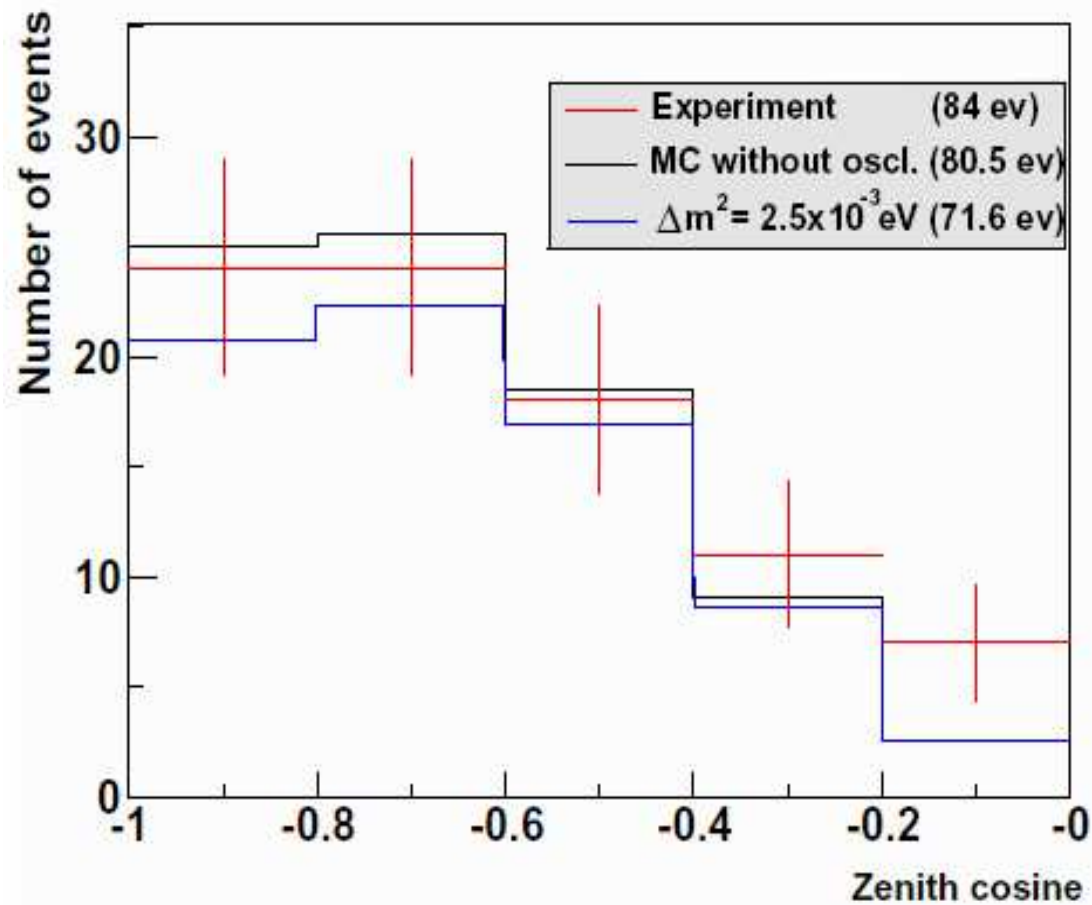 Number of events
30
20
10
0
Experiment (84 ev)
MC without oscl. (80.5 ev)
Δm²= 2.5x10⁻³eV (71.6 ev)
-1 -0.8 -0.6 -0.4 -0.2 -0
Zenith cosine